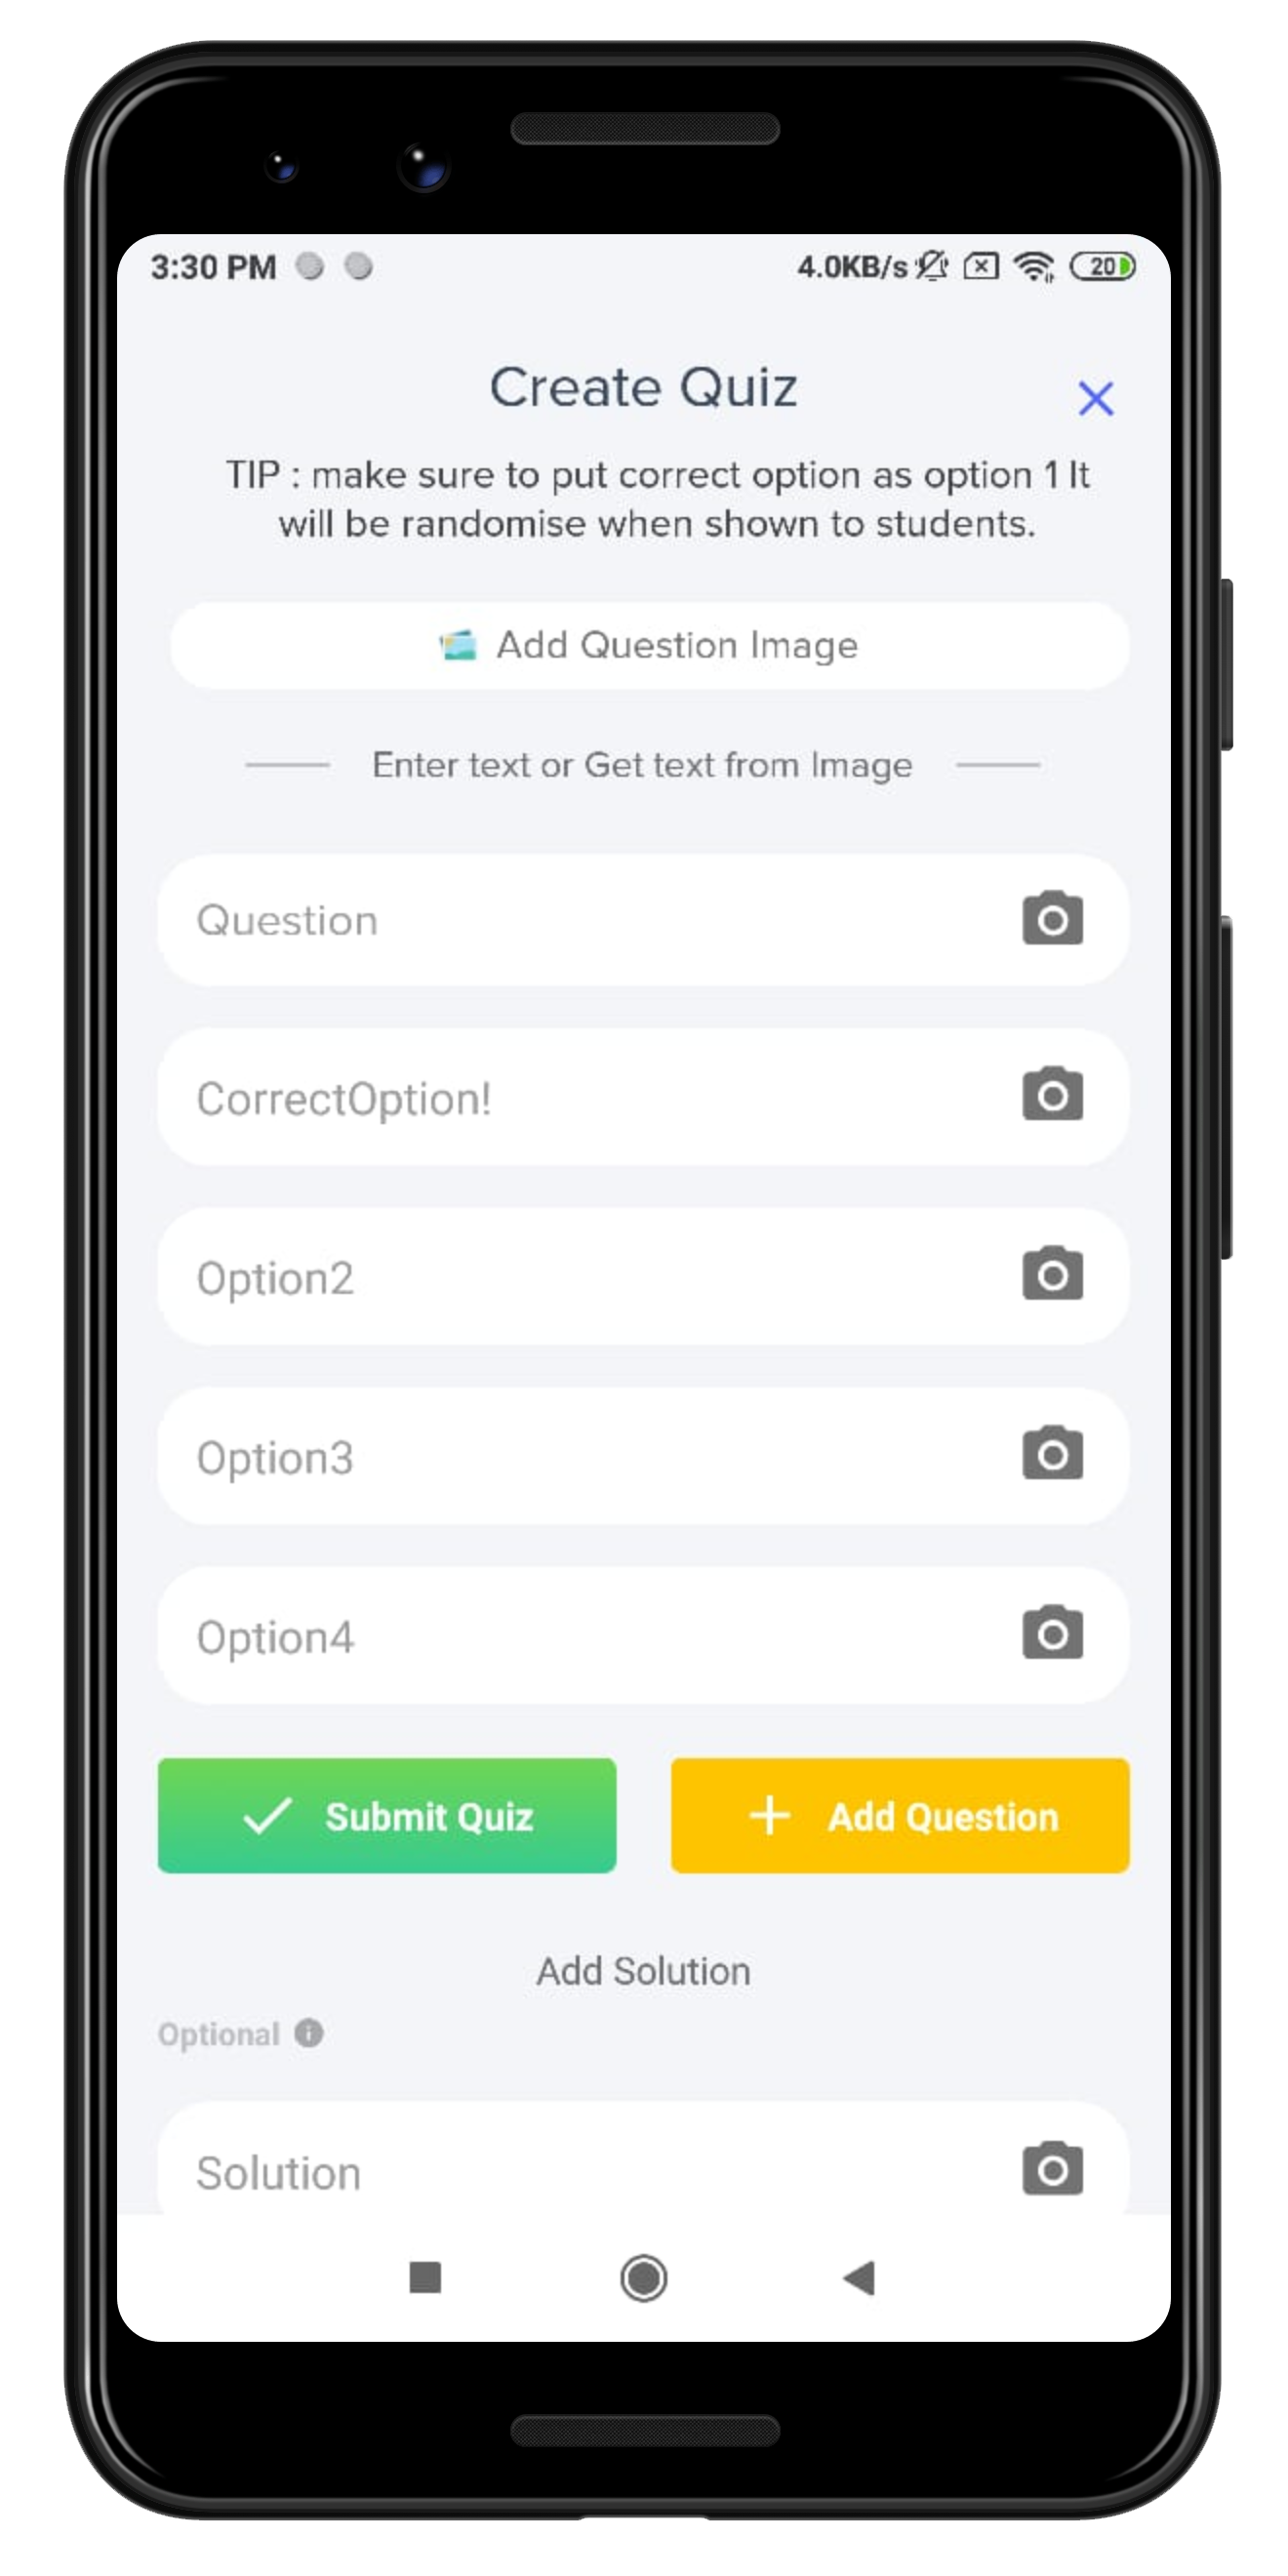 3:30 PM 4.0KB/s 20
Create Quiz
TIP : make sure to put correct option as option 1 It
will be randomise when shown to students.
Add Question Image
Enter text or Get text from Image
Question
CorrectOption!
Option2
Option3
Option4
Submit Quiz Add Question
Add Solution
Optional
Solution